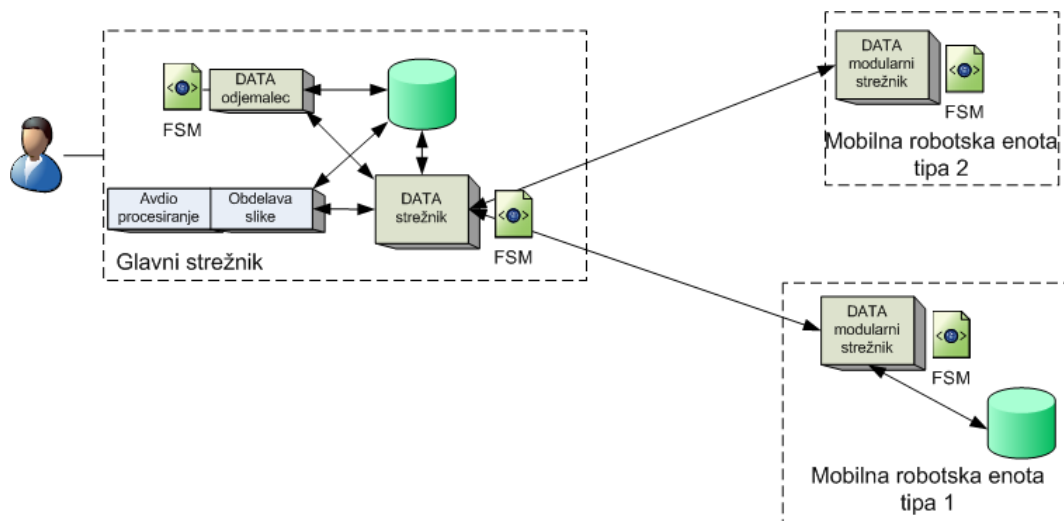 DATA
odjemalec
FSM
Avdio
procesiranje
Obdelava
slike
DATA
strežnik
FSM
Glavni strežnik
DATA
modularni
strežnik
FSM
Mobilna robotska enota
tipa 2
DATA
modularni
strežnik
FSM
Mobilna robotska enota
tipa 1